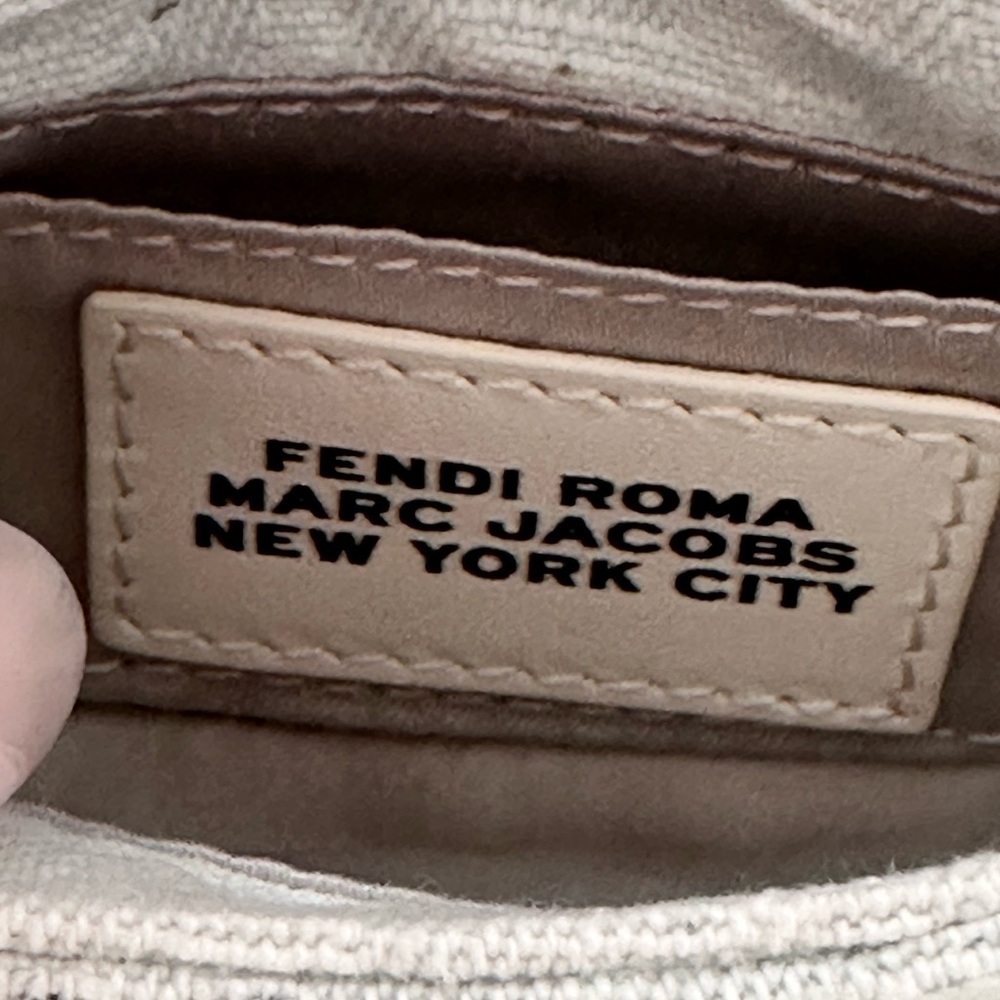 FENDI ROMA
MARC JACOBS
NEW YORK CITY